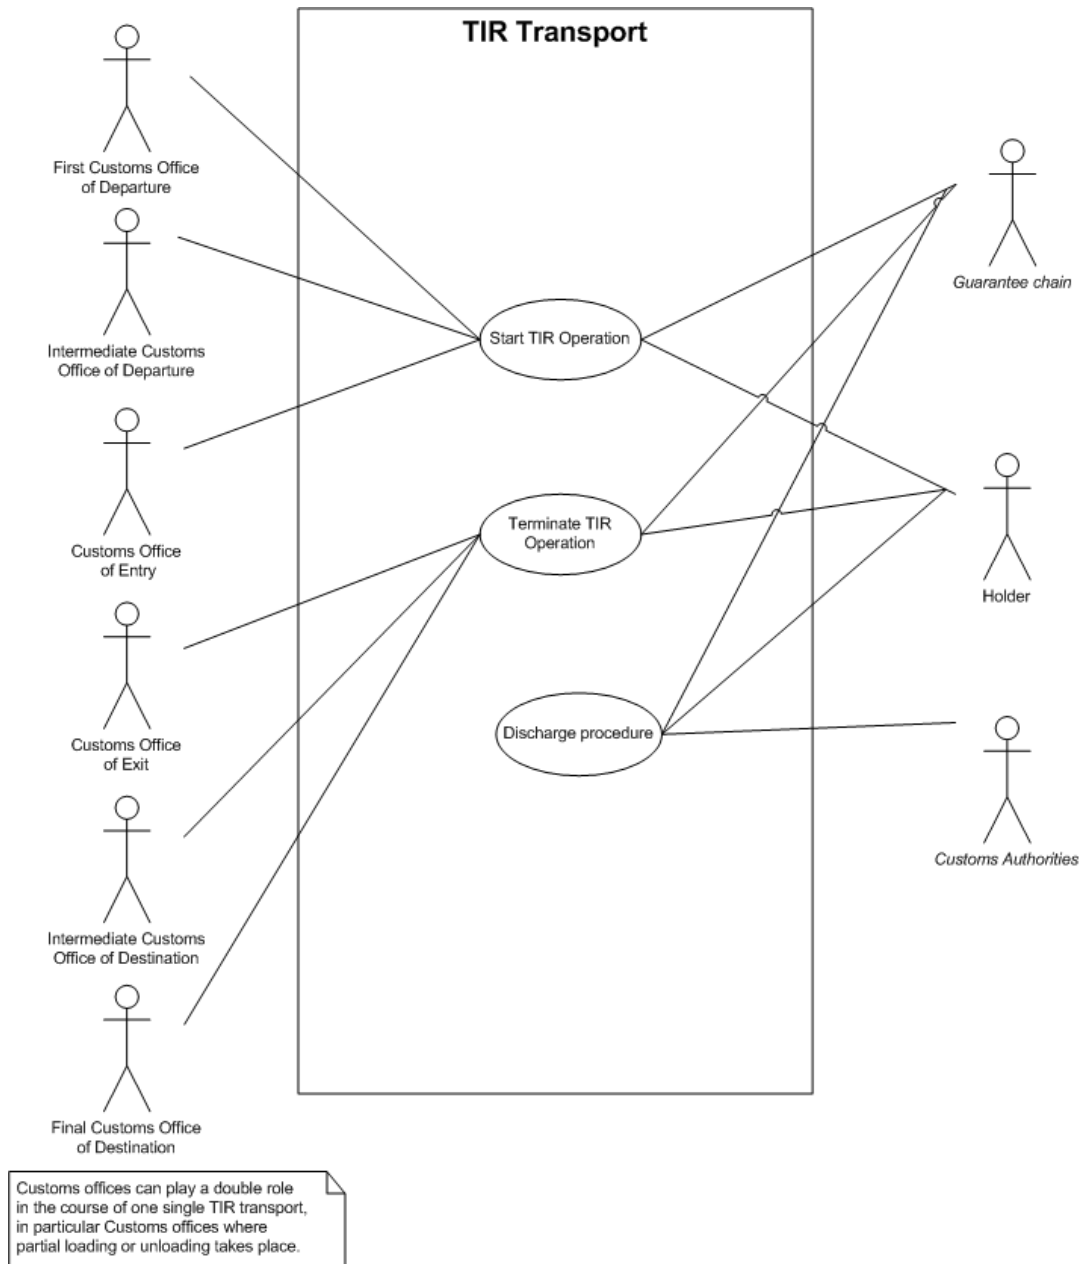 TIR Transport
First Customs Office
of Departure
Intermediate Customs
Office of Departure
Customs Office
of Entry
Customs Office
of Exit
Intermediate Customs
Office of Destination
Final Customs Office
of Destination
Start TIR Operation
Terminate TIR
Operation
Discharge procedure
Guarantee chain
Holder
Customs Authorities
Customs offices can play a double role
in the course of one single TIR transport,
in particular Customs offices where
partial loading or unloading takes place.